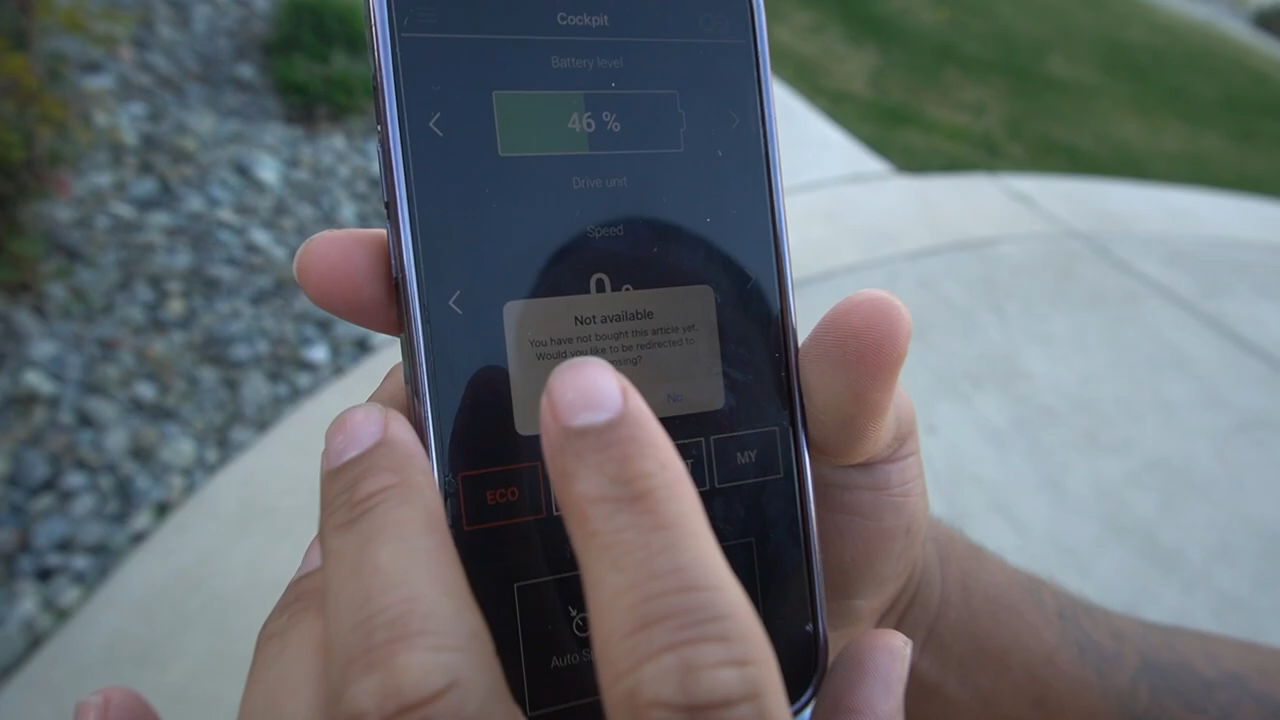 Cockpit
Battery level
46 %
Drive unit
Speed
Not available
You have not bought this article yet.
Would you like to be redirected to
No
ECO
MY
Auto